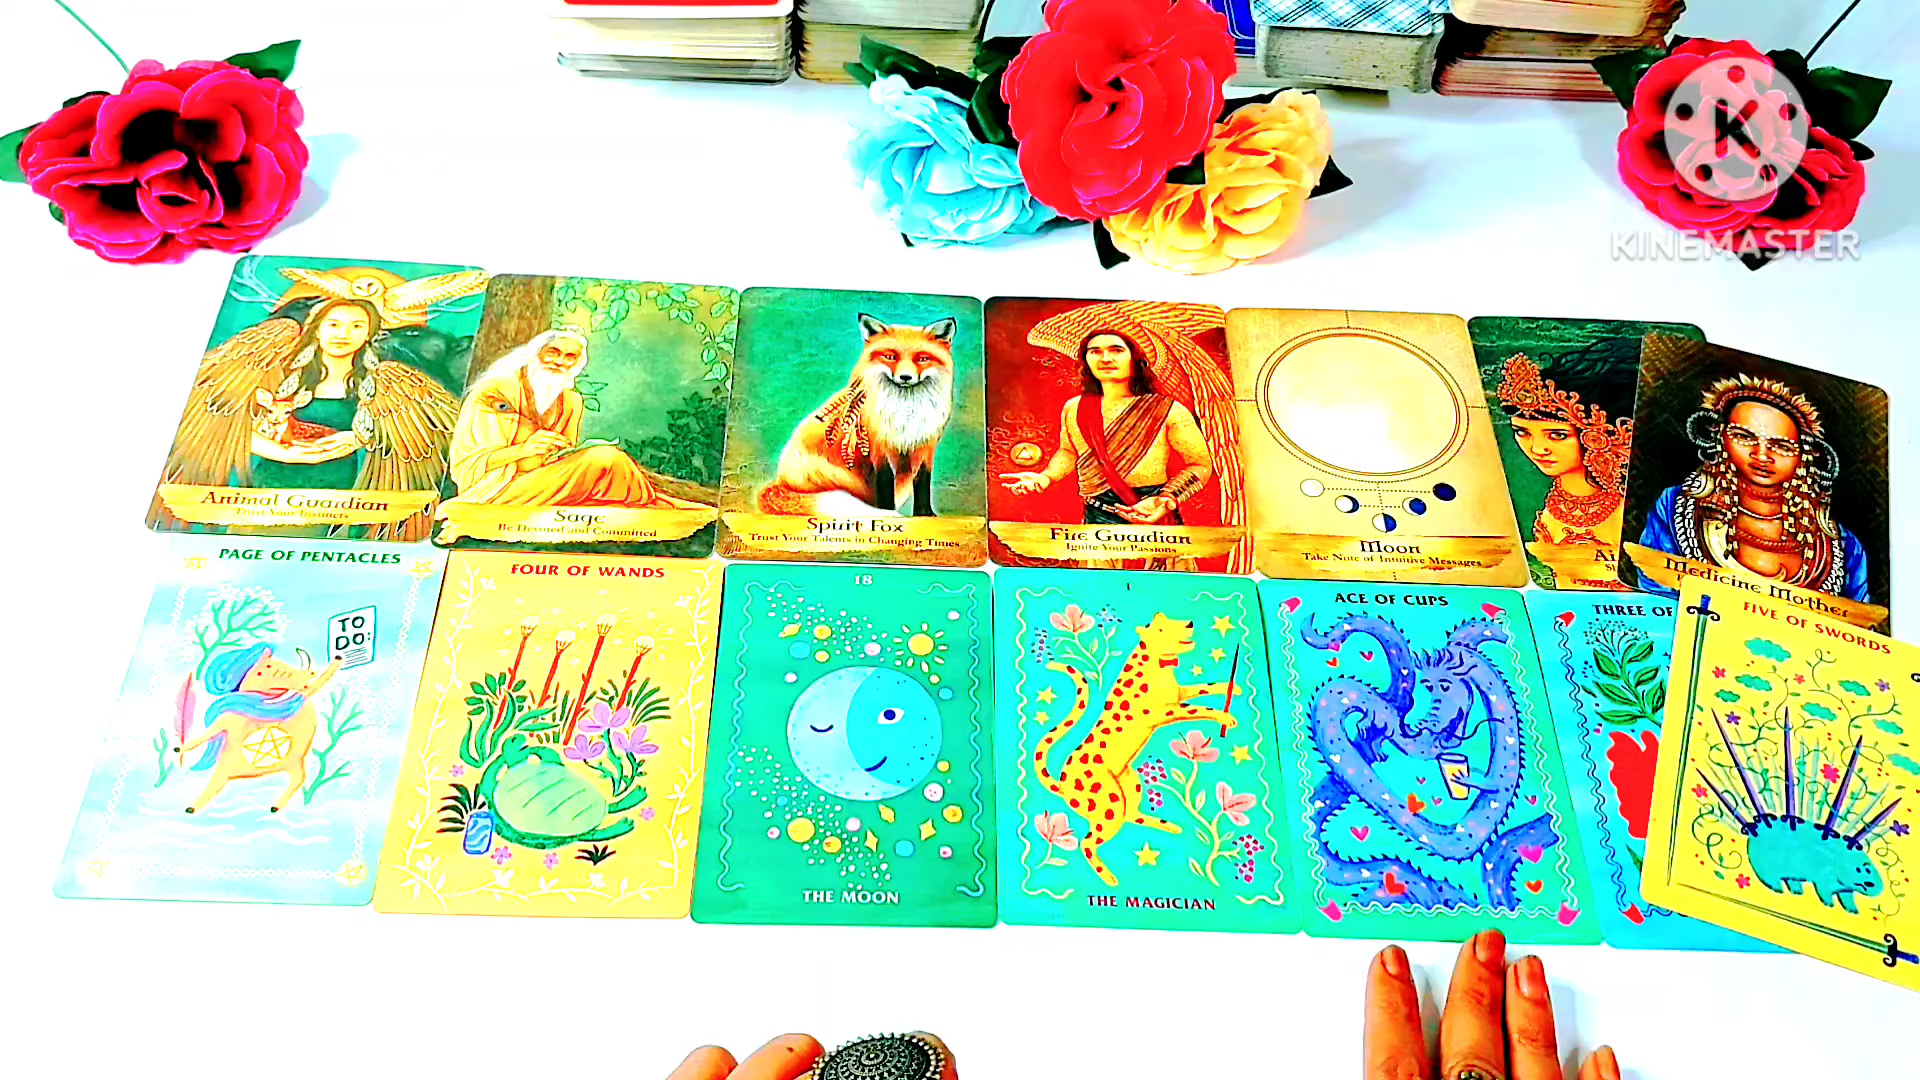 K
KINEMASTER
Animal Guardian
Trust Your Instincts
Sage
Be Devoted and Committed
Spirit Fox
Trust Your Talents in Changing Times
Fire Guardian
Ignite Your Passions
Moon
Take Note of Intuitive Messages
Ai
Medicine Mother
PAGE OF PENTACLES
TO
DO:
FOUR OF WANDS
18
THE MOON
I
THE MAGICIAN
ACE OF CUPS
THREE OF
FIVE OF SWORDS